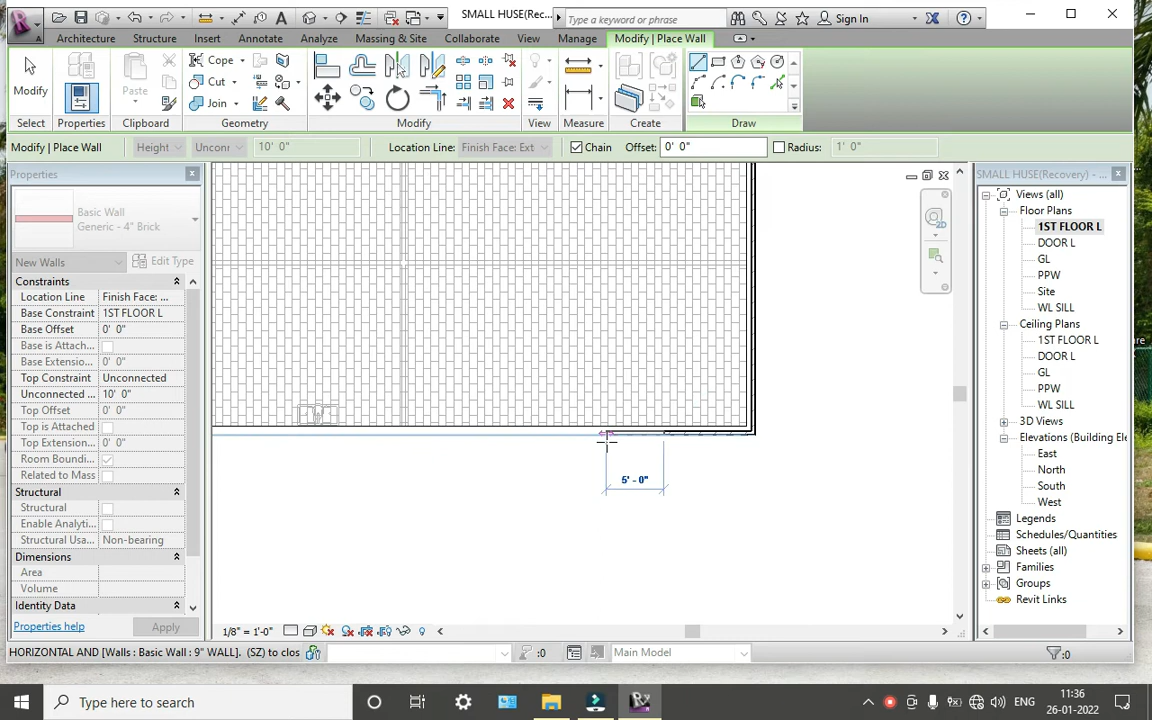 SMALL HUSE(Rec...
Type a keyword or phrase
Sign In
Architecture
Structure
Insert
Annotate
Analyze
Massing & Site
Collaborate
View
Manage
Modify | Place Wall
Modify
Paste
Cope
Cut
Join
Select
Properties
Clipboard
Geometry
Modify
View
Measure
Create
Draw
Modify | Place Wall
Height
Unconn
10' 0"
Location Line:
Finish Face: Ext
Chain
Offset:
0' 0"
Radius:
1' 0"
Properties
Basic Wall
Generic - 4" Brick
New Walls
Edit Type
Constraints
Location Line Finish Face: ...
Base Constraint 1ST FLOOR L
Base Offset 0' 0"
Base is Attach...
Base Extensio... 0' 0"
Top Constraint Unconnected
Unconnected ... 10' 0"
Top Offset 0' 0"
Top is Attached
Top Extension... 0' 0"
Room Boundi...
Related to Mass
Structural
Structural
Enable Analyti...
Structural Usa... Non-bearing
Dimensions
Area
Volume
Identity Data
Properties help
Apply
5' - 0"
2D
SMALL HUSE(Recovery) - ...
Views (all)
Floor Plans
1ST FLOOR L
DOOR L
GL
PPW
Site
WL SILL
Ceiling Plans
1ST FLOOR L
DOOR L
GL
PPW
WL SILL
3D Views
Elevations (Building Ele
East
North
South
West
Legends
Schedules/Quantities
Sheets (all)
Families
Groups
Revit Links
1/8" = 1'-0"
HORIZONTAL AND [Walls : Basic Wall : 9" WALL]. (SZ) to clos
:0
Main Model
:0
Type here to search
ENG
11:36
26-01-2022